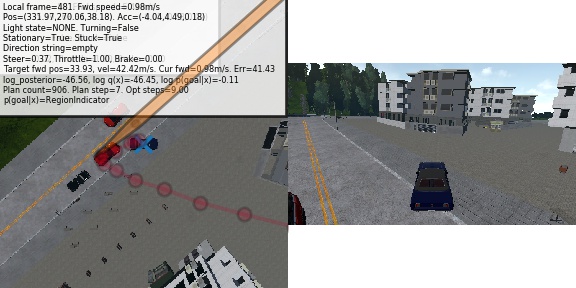 Local frame=481. Fwd speed=0.98m/s
Pos=(331.97,270.06,38.18). Acc=(-4.04,4.49,0.18)
Light state=NONE. Turning=False
Stationary=True. Stuck=True
Direction string=empty
Steer=0.37, Throttle=1.00, Brake=0.00
Target fwd pos=33.93, vel=42.42m/s. Cur fwd=0.98m/s. Err=41.43
log_posterior=-46.56, log q(x)=-46.45, log p(goal|x)=-0.11
Plan count=906. Plan step=7. Opt steps=9.00
p(goal|x)=RegionIndicator